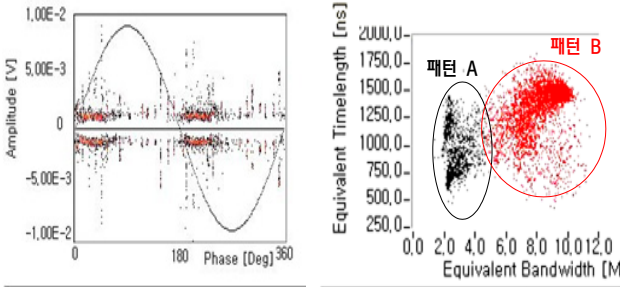 1,00E-2
5,00E-3
0
-5,00E-3
-1,00E-2
Amplitude [V]
0
180
Phase [Deg]
360
Equivalent Timelength [ns]
2000,0
1750,0
1500,0
1250,0
1000,0
750,0
500,0
250,0
패턴 A
패턴 B
0,0 2,0 4,0 6,0 8,0 10,0 12,0
Equivalent Bandwidth [M